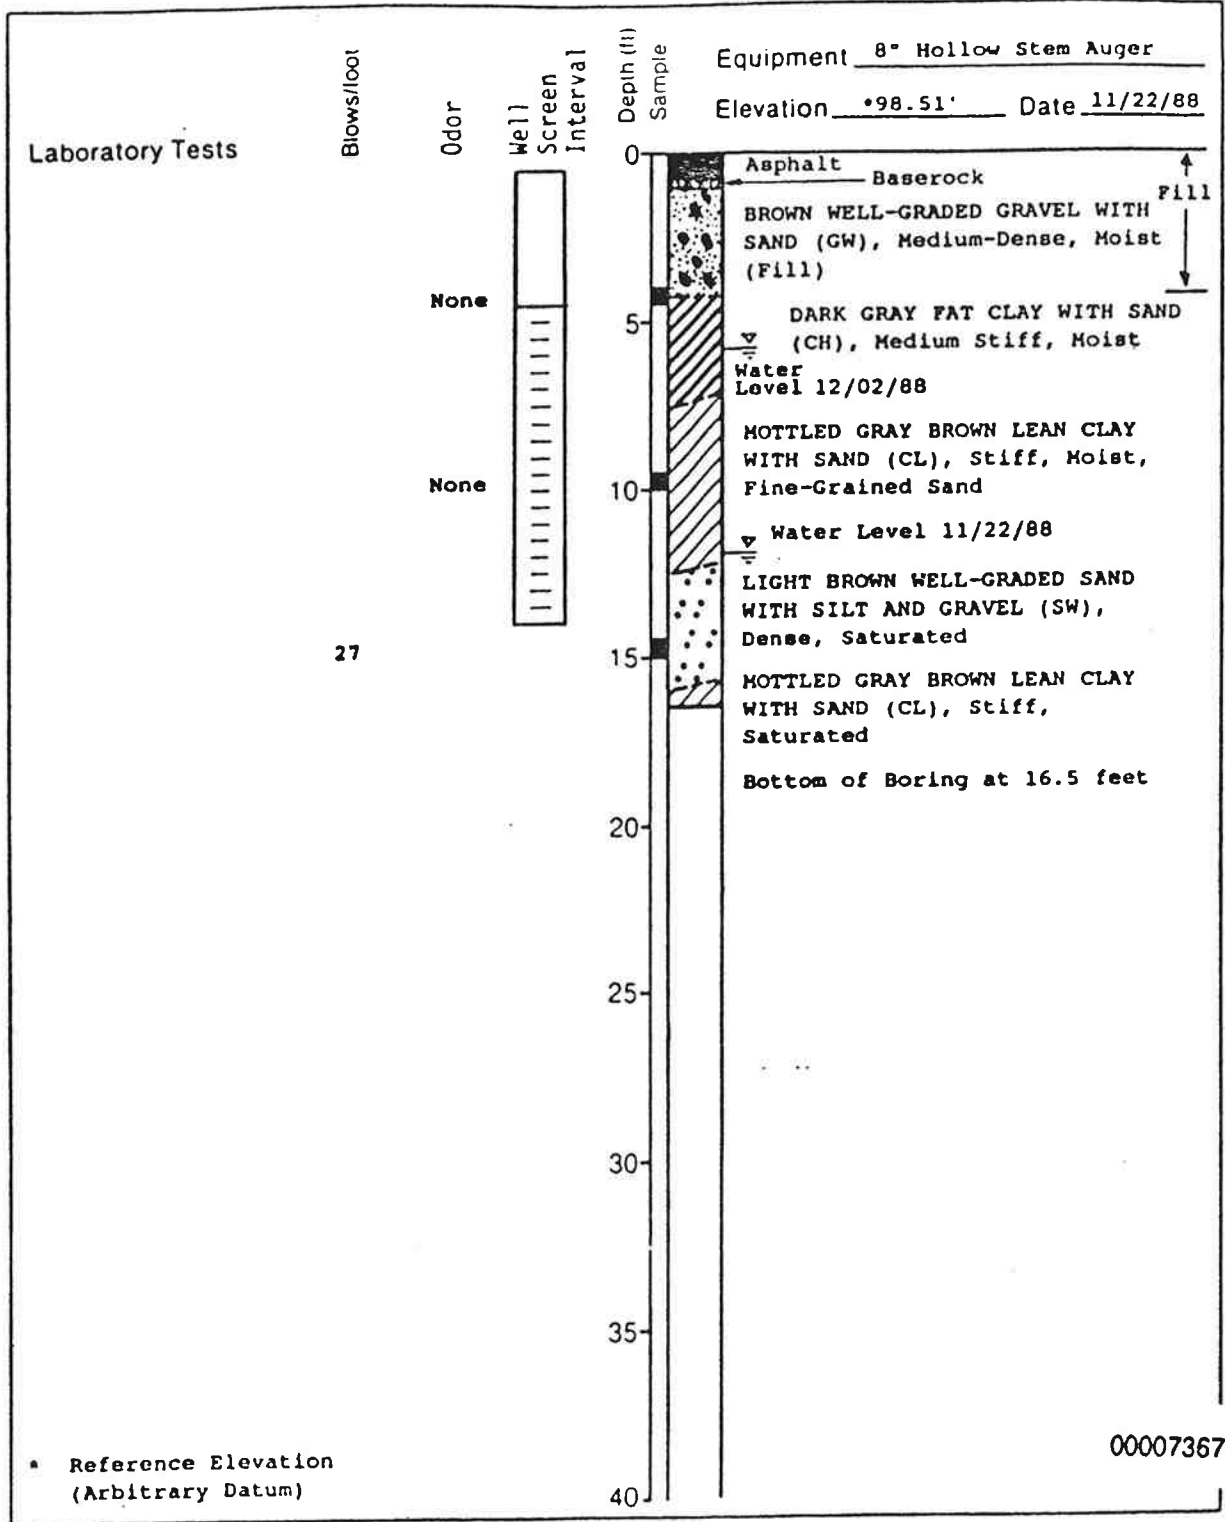 Equipment 8" Hollow Stem Auger
Elevation *98.51' Date 11/22/88
Laboratory Tests
Blows/foot
Odor
Well
Screen
Interval
Depth (ft)
Sample
0
Asphalt
Baserock
Fill
BROWN WELL-GRADED GRAVEL WITH
SAND (GW), Medium-Dense, Moist
(Fill)
None
DARK GRAY FAT CLAY WITH SAND
(CH), Medium Stiff, Moist
5
Water
Level 12/02/88
MOTTLED GRAY BROWN LEAN CLAY
WITH SAND (CL), Stiff, Moist,
Fine-Grained Sand
None
10
Water Level 11/22/88
LIGHT BROWN WELL-GRADED SAND
WITH SILT AND GRAVEL (SW),
Dense, Saturated
27
15
MOTTLED GRAY BROWN LEAN CLAY
WITH SAND (CL), Stiff,
Saturated
Bottom of Boring at 16.5 feet
20
25
30
35
40
* Reference Elevation
(Arbitrary Datum)
00007367